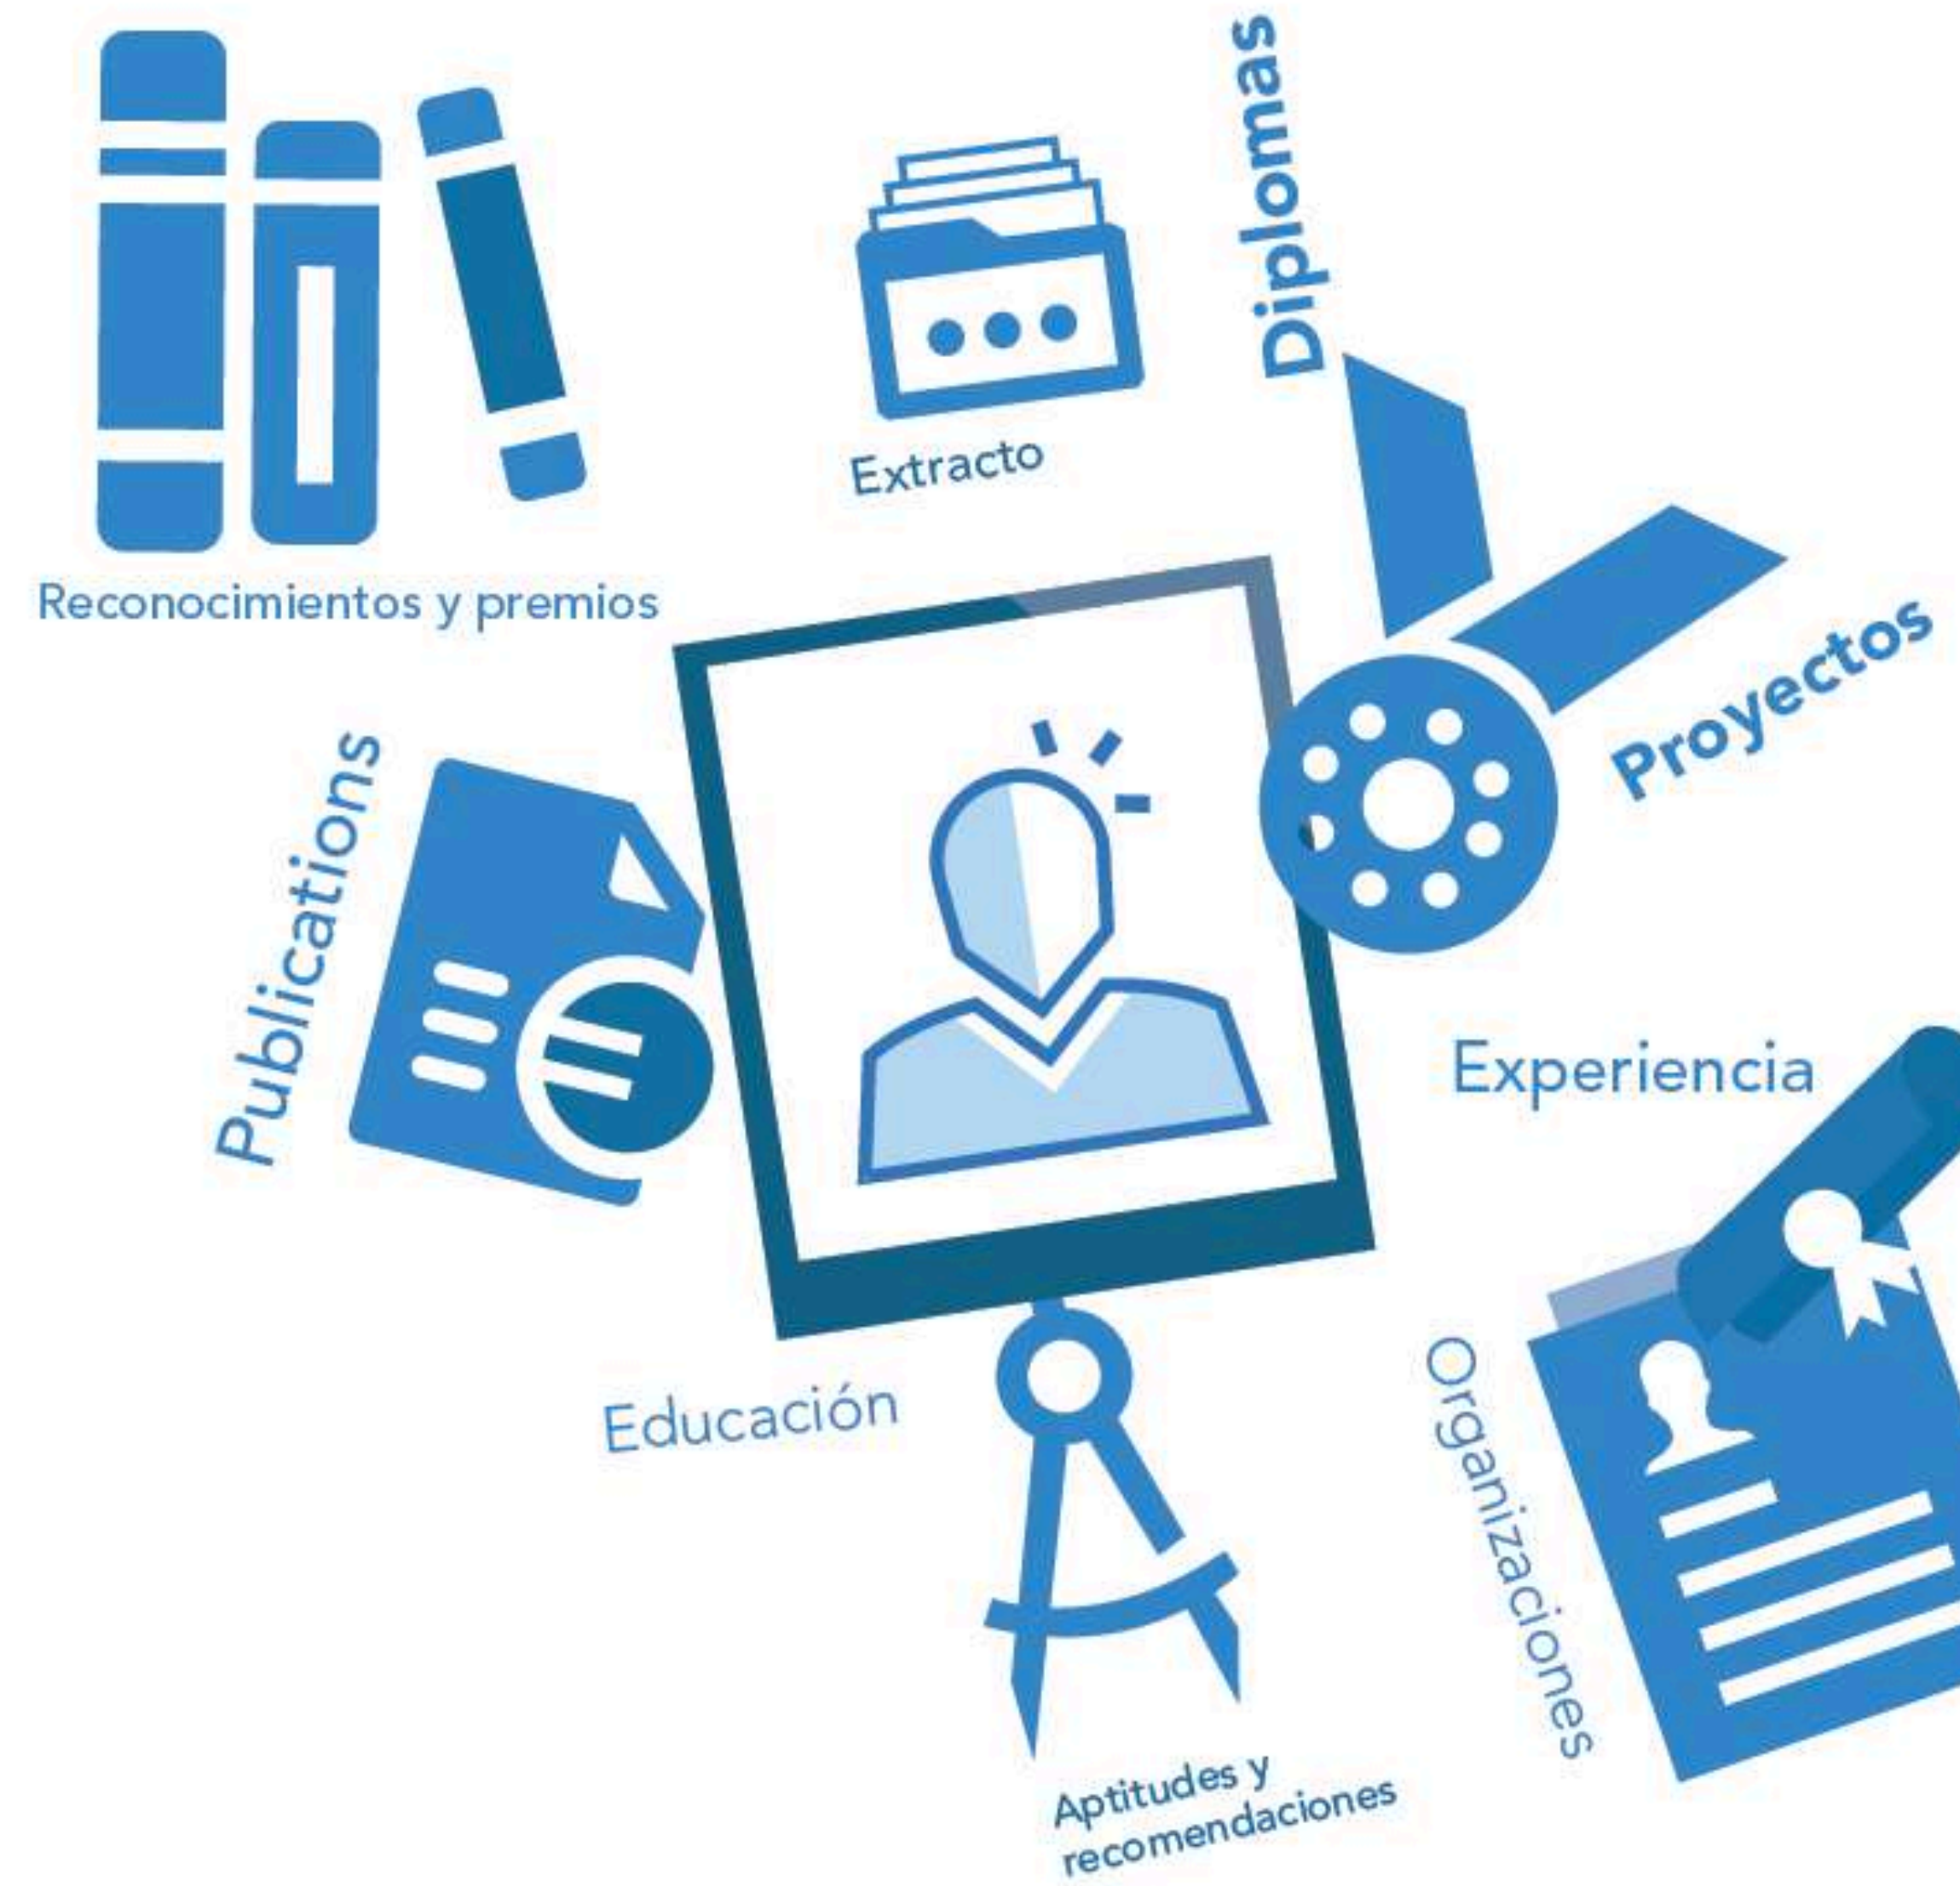 Diplomas
Extracto
Reconocimientos y premios
Proyectos
Publications
Experiencia
Educación
Organizaciones
Aptitudes y
recomendaciones